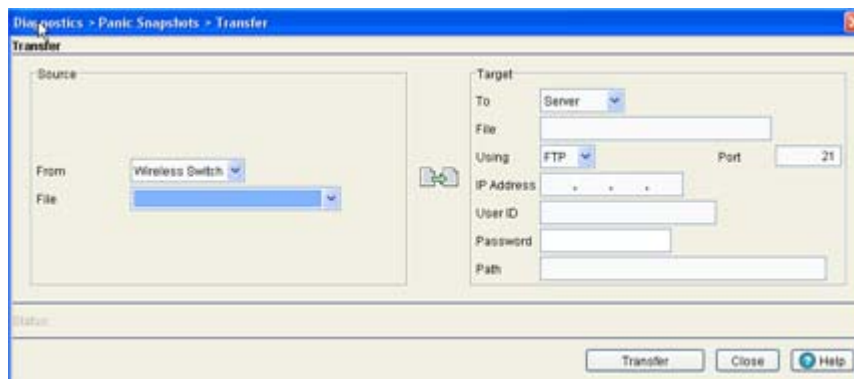 Diagnostics > Panic Snapshots > Transfer
Transfer
Source
From Wireless Switch
File
Target
To Server
File
Using FTP Port 21
IP Address . . .
User ID
Password
Path
Status:
Transfer Close Help